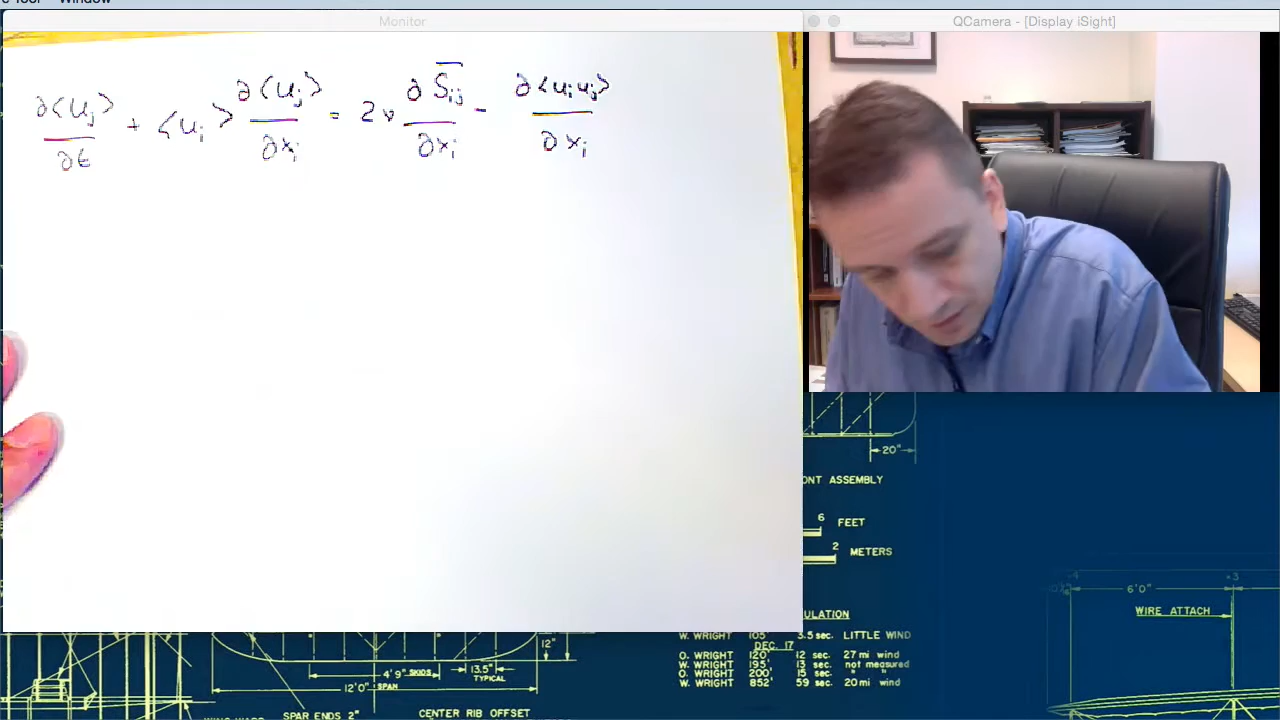 Window
Monitor
QCamera - [Display iSight]
∂⟨U_j⟩/∂t + ⟨u_i⟩ ∂⟨U_j⟩/∂x_i = 2ν ∂S̅_ij/∂x_i - ∂⟨u_i u_j⟩/∂x_i
20"
ONT ASSEMBLY
6 FEET
2 METERS
+3
6'0"
WIRE ATTACH
ULATION
W. WRIGHT 105' 3.5 sec. LITTLE WIND
DEC. 17
O. WRIGHT 120' 12 sec. 27 mi wind
W. WRIGHT 195' 13 sec. not measured
O. WRIGHT 200' 15 sec. " "
W. WRIGHT 852' 59 sec. 20 mi wind
12"
4'9" SKIDS
13.5"
TYPICAL
12'0" SPAN
SPAR ENDS 2"
CENTER RIB OFFSET